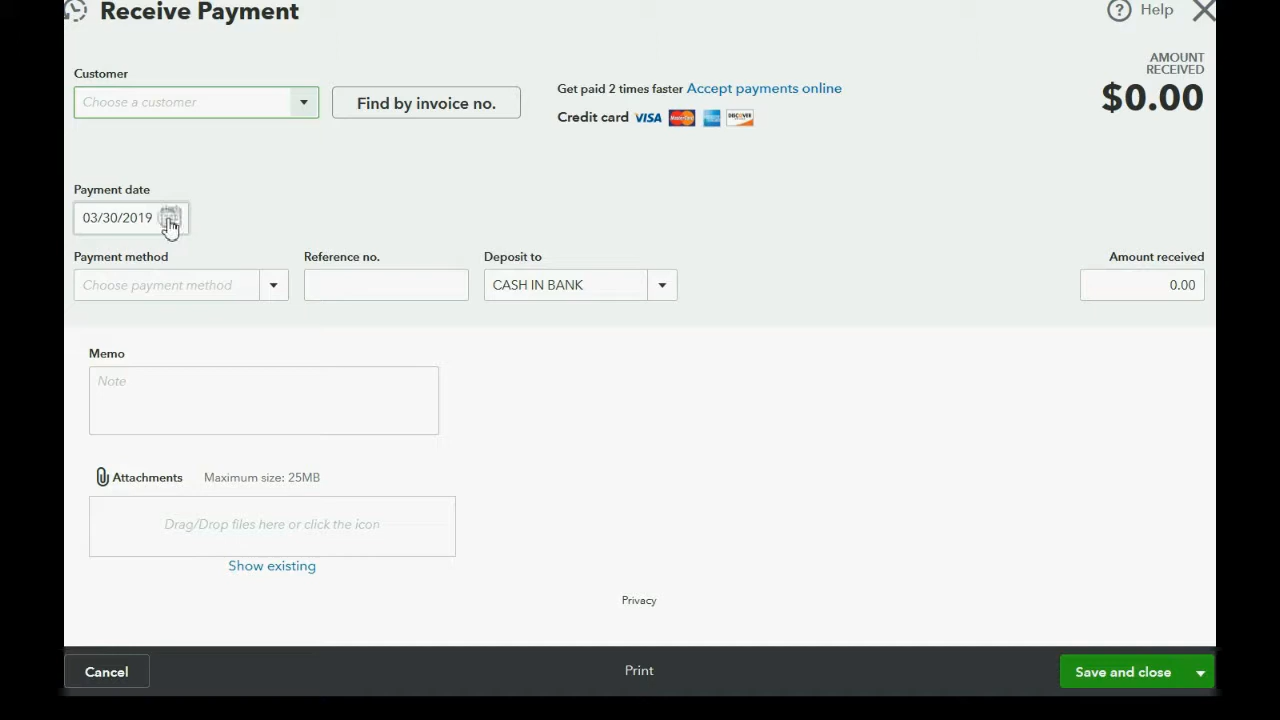 Receive Payment
Help
Customer
Choose a customer
Find by invoice no.
Get paid 2 times faster Accept payments online
Credit card VISA MasterCard DISCOVER
AMOUNT
RECEIVED
$0.00
Payment date
03/30/2019
Payment method
Choose payment method
Reference no.
Deposit to
CASH IN BANK
Amount received
0.00
Memo
Note
Attachments Maximum size: 25MB
Drag/Drop files here or click the icon
Show existing
Privacy
Cancel
Print
Save and close